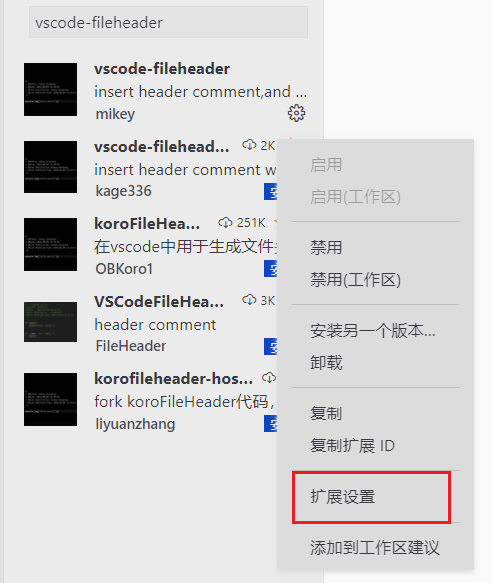 vscode-fileheader
vscode-fileheader
insert header comment,and ...
mikey
vscode-filehead... 2K
insert header comment w
kage336
koroFileHea... 251K
在vscode中用于生成文件
OBKoro1
VSCodeFileHea... 3K
header comment
FileHeader
korofileheader-hos...
fork koroFileHeader代码，
liyuanzhang
启用
启用(工作区)
禁用
禁用(工作区)
安装另一个版本...
卸载
复制
复制扩展 ID
扩展设置
添加到工作区建议